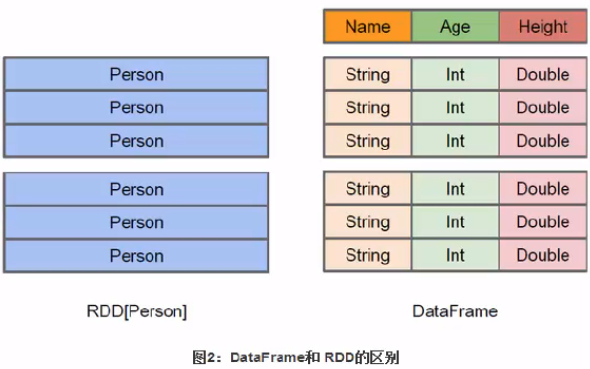 Name Age Height
Person String Int Double
Person String Int Double
Person String Int Double
Person String Int Double
Person String Int Double
Person String Int Double
RDD[Person] DataFrame
图2：DataFrame和 RDD的区别